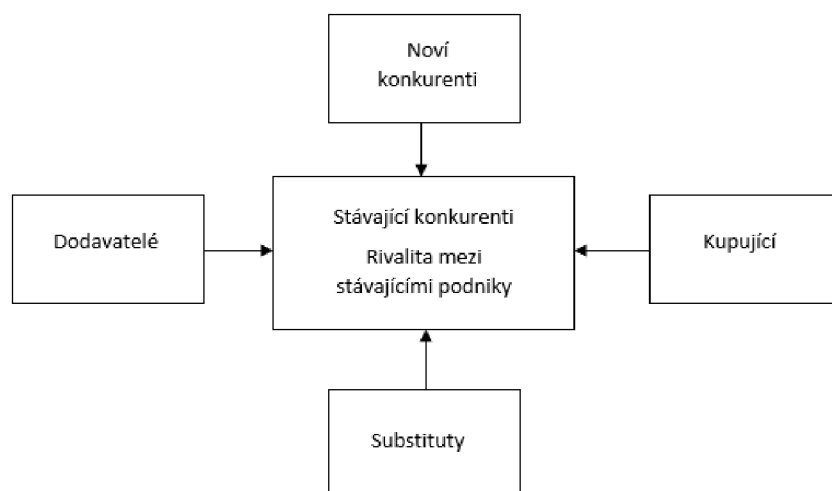 Noví
konkurenti
Dodavatelé
Stávající konkurenti
Rivalita mezi
stávajícími podniky
Kupující
Substituty